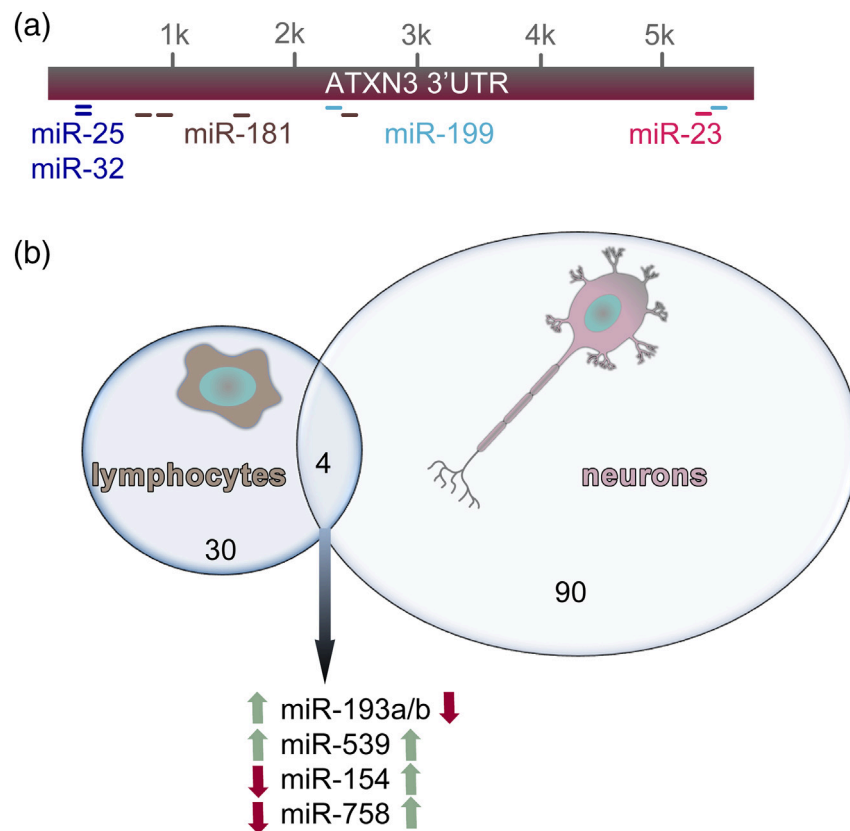 (a)
1k 2k 3k 4k 5k
ATXN3 3'UTR
miR-25 miR-181 miR-199 miR-23
miR-32
(b)
lymphocytes 4 neurons
30
90
miR-193a/b
miR-539
miR-154
miR-758